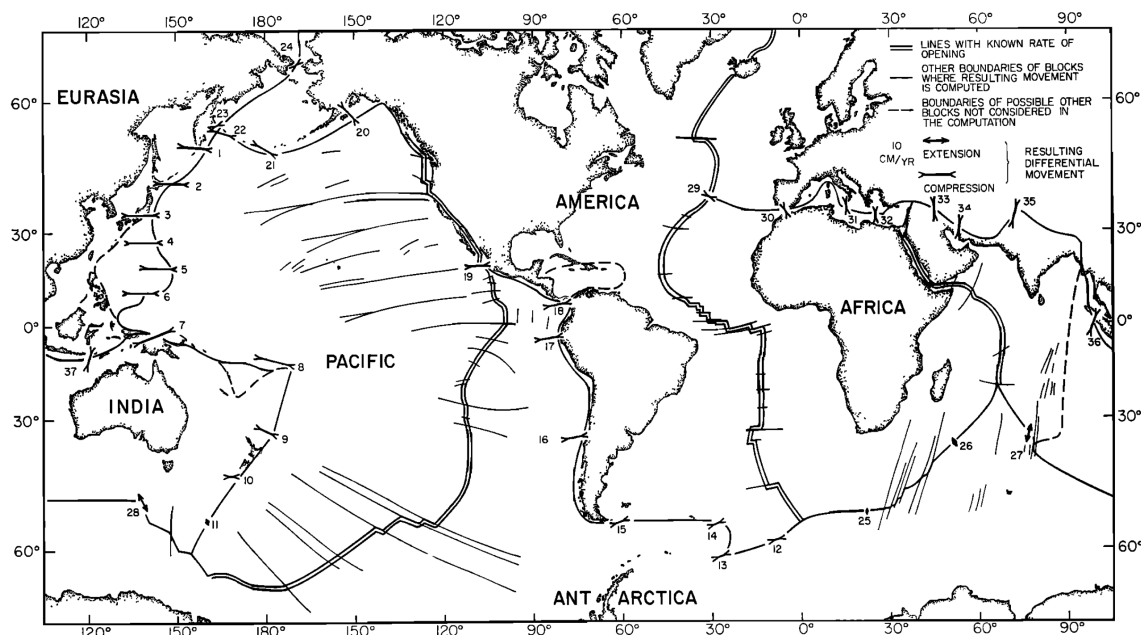 120° 150° 180° 150° 120° 90° 60° 30° 0° 30° 60° 90°
LINES WITH KNOWN RATE OF
OPENING
OTHER BOUNDARIES OF BLOCKS
WHERE RESULTING MOVEMENT
IS COMPUTED
BOUNDARIES OF POSSIBLE OTHER
BLOCKS NOT CONSIDERED IN
THE COMPUTATION
10
CM/YR
EXTENSION
COMPRESSION
RESULTING
DIFFERENTIAL
MOVEMENT
24
EURASIA
60° 60°
23
22
20
1
21
2
AMERICA
29
33
34
35
3
30
31
32
30° 30°
4
5
19
6
AFRICA
18
0° 0°
7
17
36
37
PACIFIC
8
INDIA
30° 30°
9
16
26
27
10
28
11
15
14
25
12
13
60° 60°
ANT ARCTICA
120° 150° 180° 150° 120° 90° 60° 30° 0° 30° 60° 90°